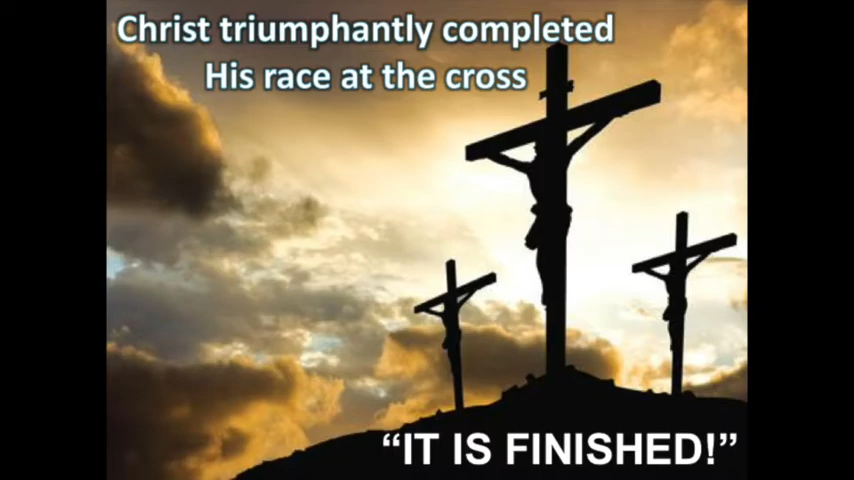 Christ triumphantly completed
His race at the cross
“IT IS FINISHED!”